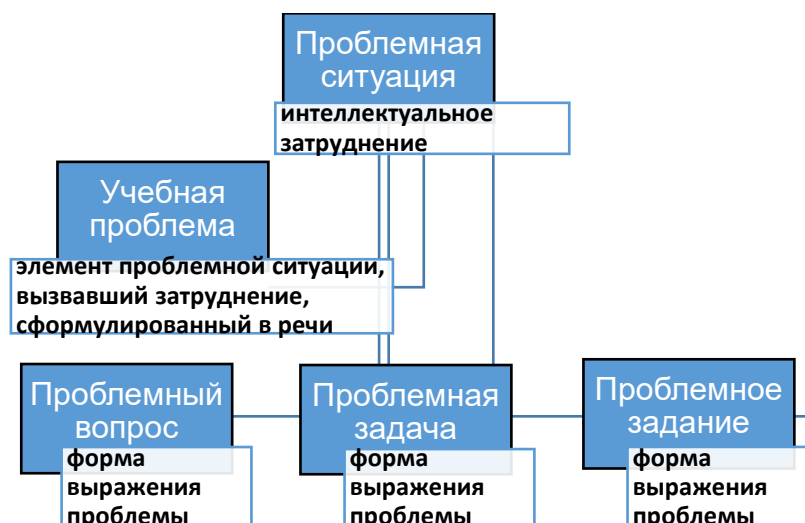 Проблемная
ситуация
интеллектуальное
затруднение
Учебная
проблема
элемент проблемной ситуации,
вызвавший затруднение,
сформулированный в речи
Проблемный
вопрос
форма
выражения
проблемы
Проблемная
задача
форма
выражения
проблемы
Проблемное
задание
форма
выражения
проблемы